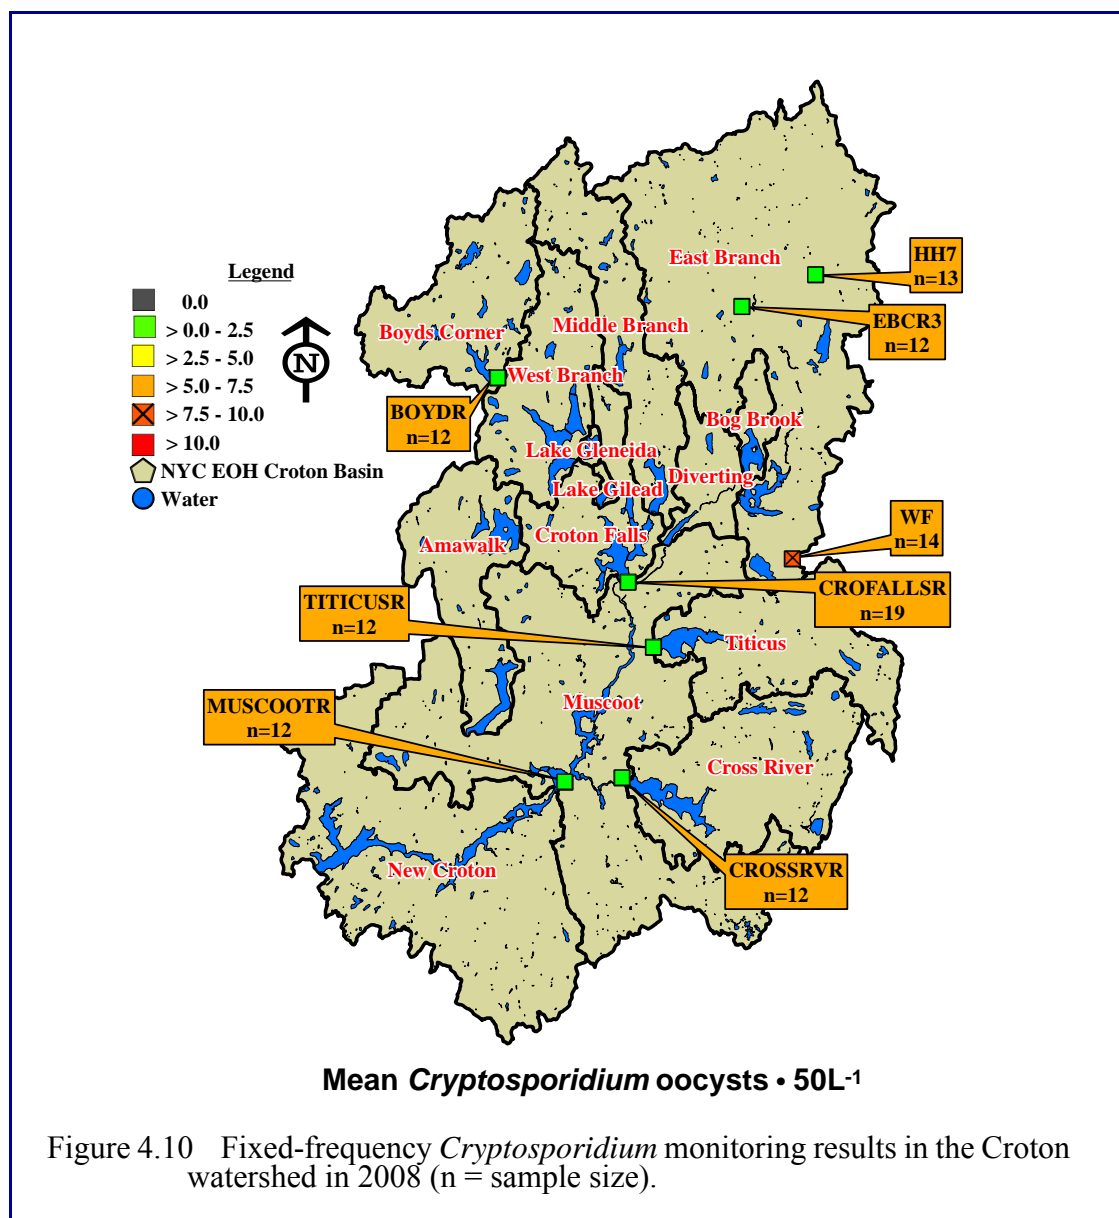 East Branch
HH7
n=13
Legend
0.0
> 0.0 - 2.5
> 2.5 - 5.0
> 5.0 - 7.5
> 7.5 - 10.0
> 10.0
NYC EOH Croton Basin
Water
N
EBCR3
n=12
Boyds Corner
Middle Branch
West Branch
BOYDR
n=12
Bog Brook
Lake Gleneida
Diverting
Lake Gilead
WF
n=14
Croton Falls
Amawalk
CROFALLSR
n=19
TITICUSR
n=12
Titicus
MUSCOOTR
n=12
Muscoot
Cross River
New Croton
CROSSRVR
n=12
Mean Cryptosporidium oocysts • 50L-1
Figure 4.10 Fixed-frequency Cryptosporidium monitoring results in the Croton
watershed in 2008 (n = sample size).